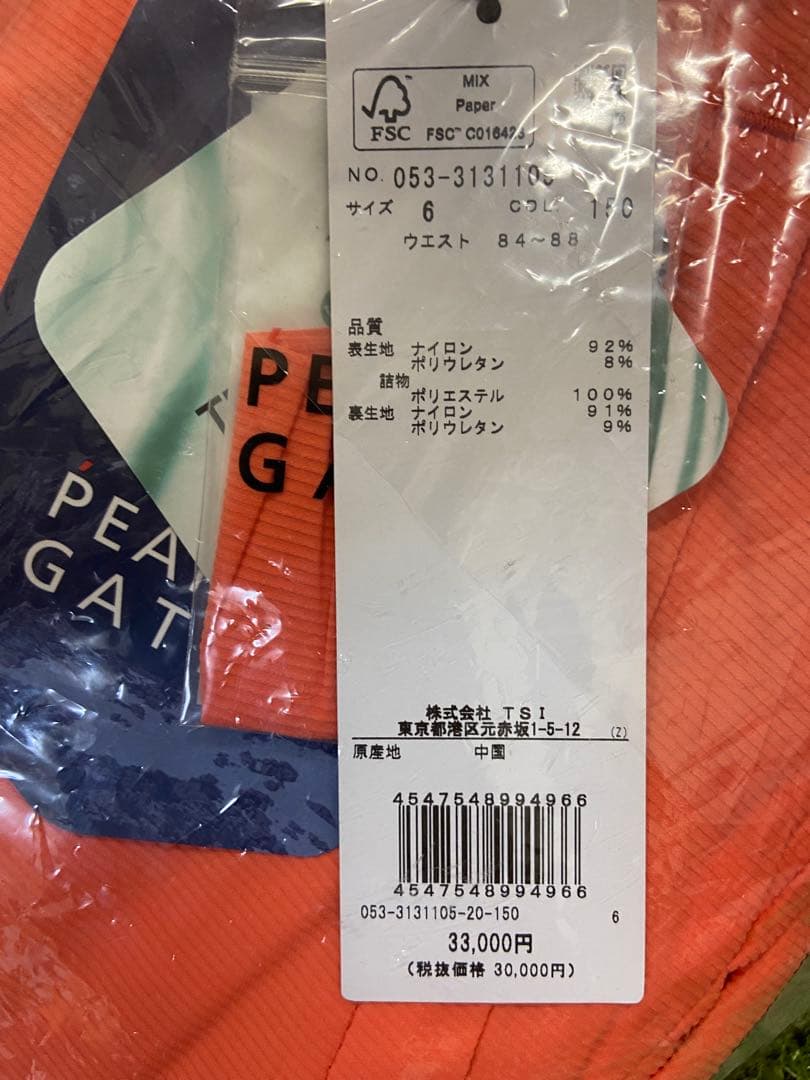 MIX
Paper
FSC
FSC™ C016423
NO. 053-3131105
サイズ 6 COL. 150
ウエスト 84～88
品質
表生地 ナイロン 92%
ポリウレタン 8%
詰物
ポリエステル 100%
裏生地 ナイロン 91%
ポリウレタン 9%
PE
G
PEA
GAT
株式会社 TSI
東京都港区元赤坂1-5-12 (Z)
原産地 中国
4547548994966
4547548994966
053-3131105-20-150 6
33,000円
(税抜価格 30,000円)